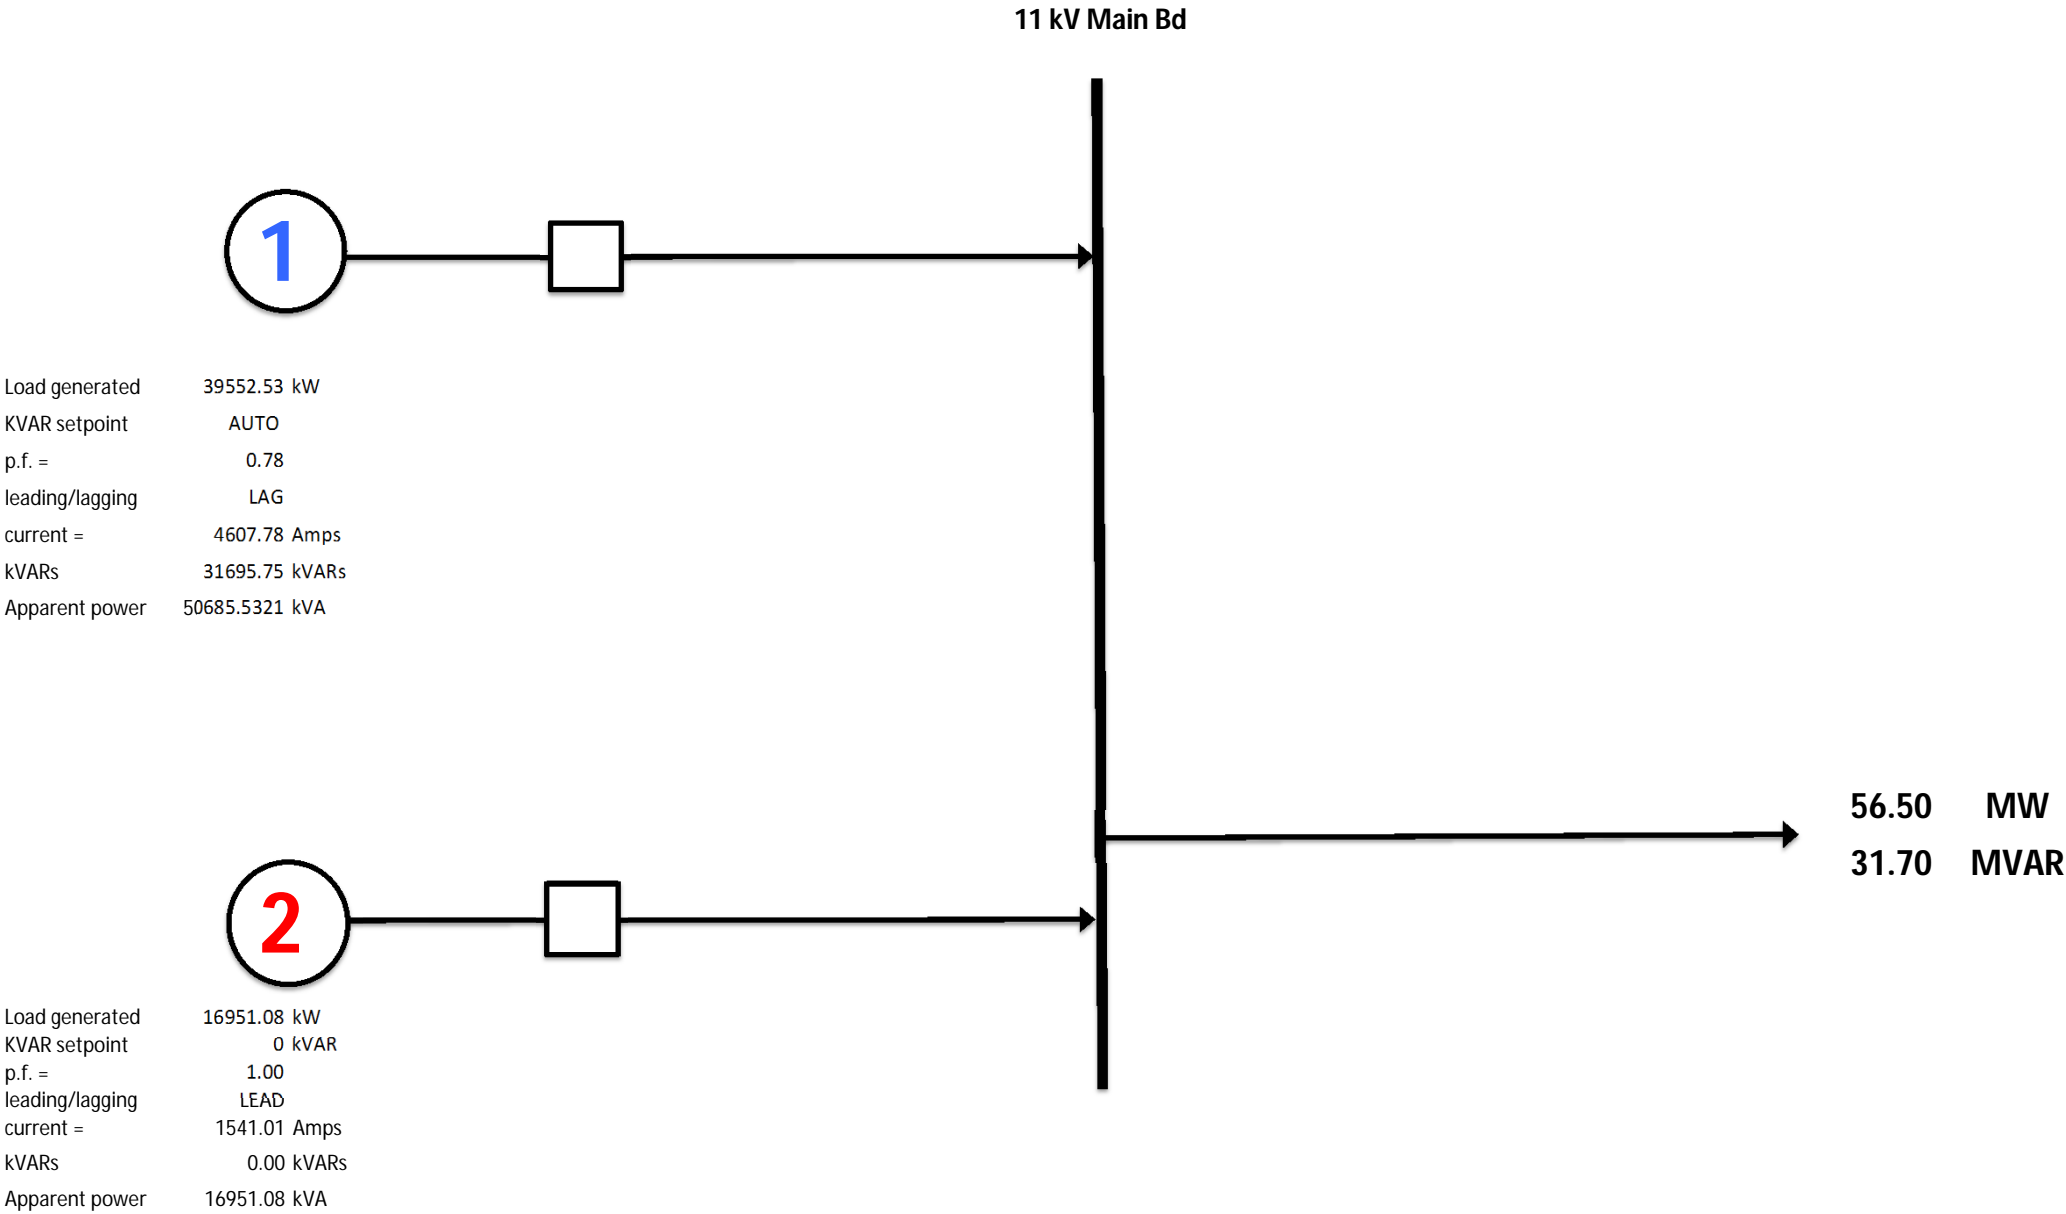 11 kV Main Bd
1
Load generated 39552.53 kW
KVAR setpoint AUTO
p.f. = 0.78
leading/lagging LAG
current = 4607.78 Amps
kVARs 31695.75 kVARs
Apparent power 50685.5321 kVA
56.50 MW
31.70 MVAR
2
Load generated 16951.08 kW
KVAR setpoint 0 kVAR
p.f. = 1.00
leading/lagging LEAD
current = 1541.01 Amps
kVARs 0.00 kVARs
Apparent power 16951.08 kVA